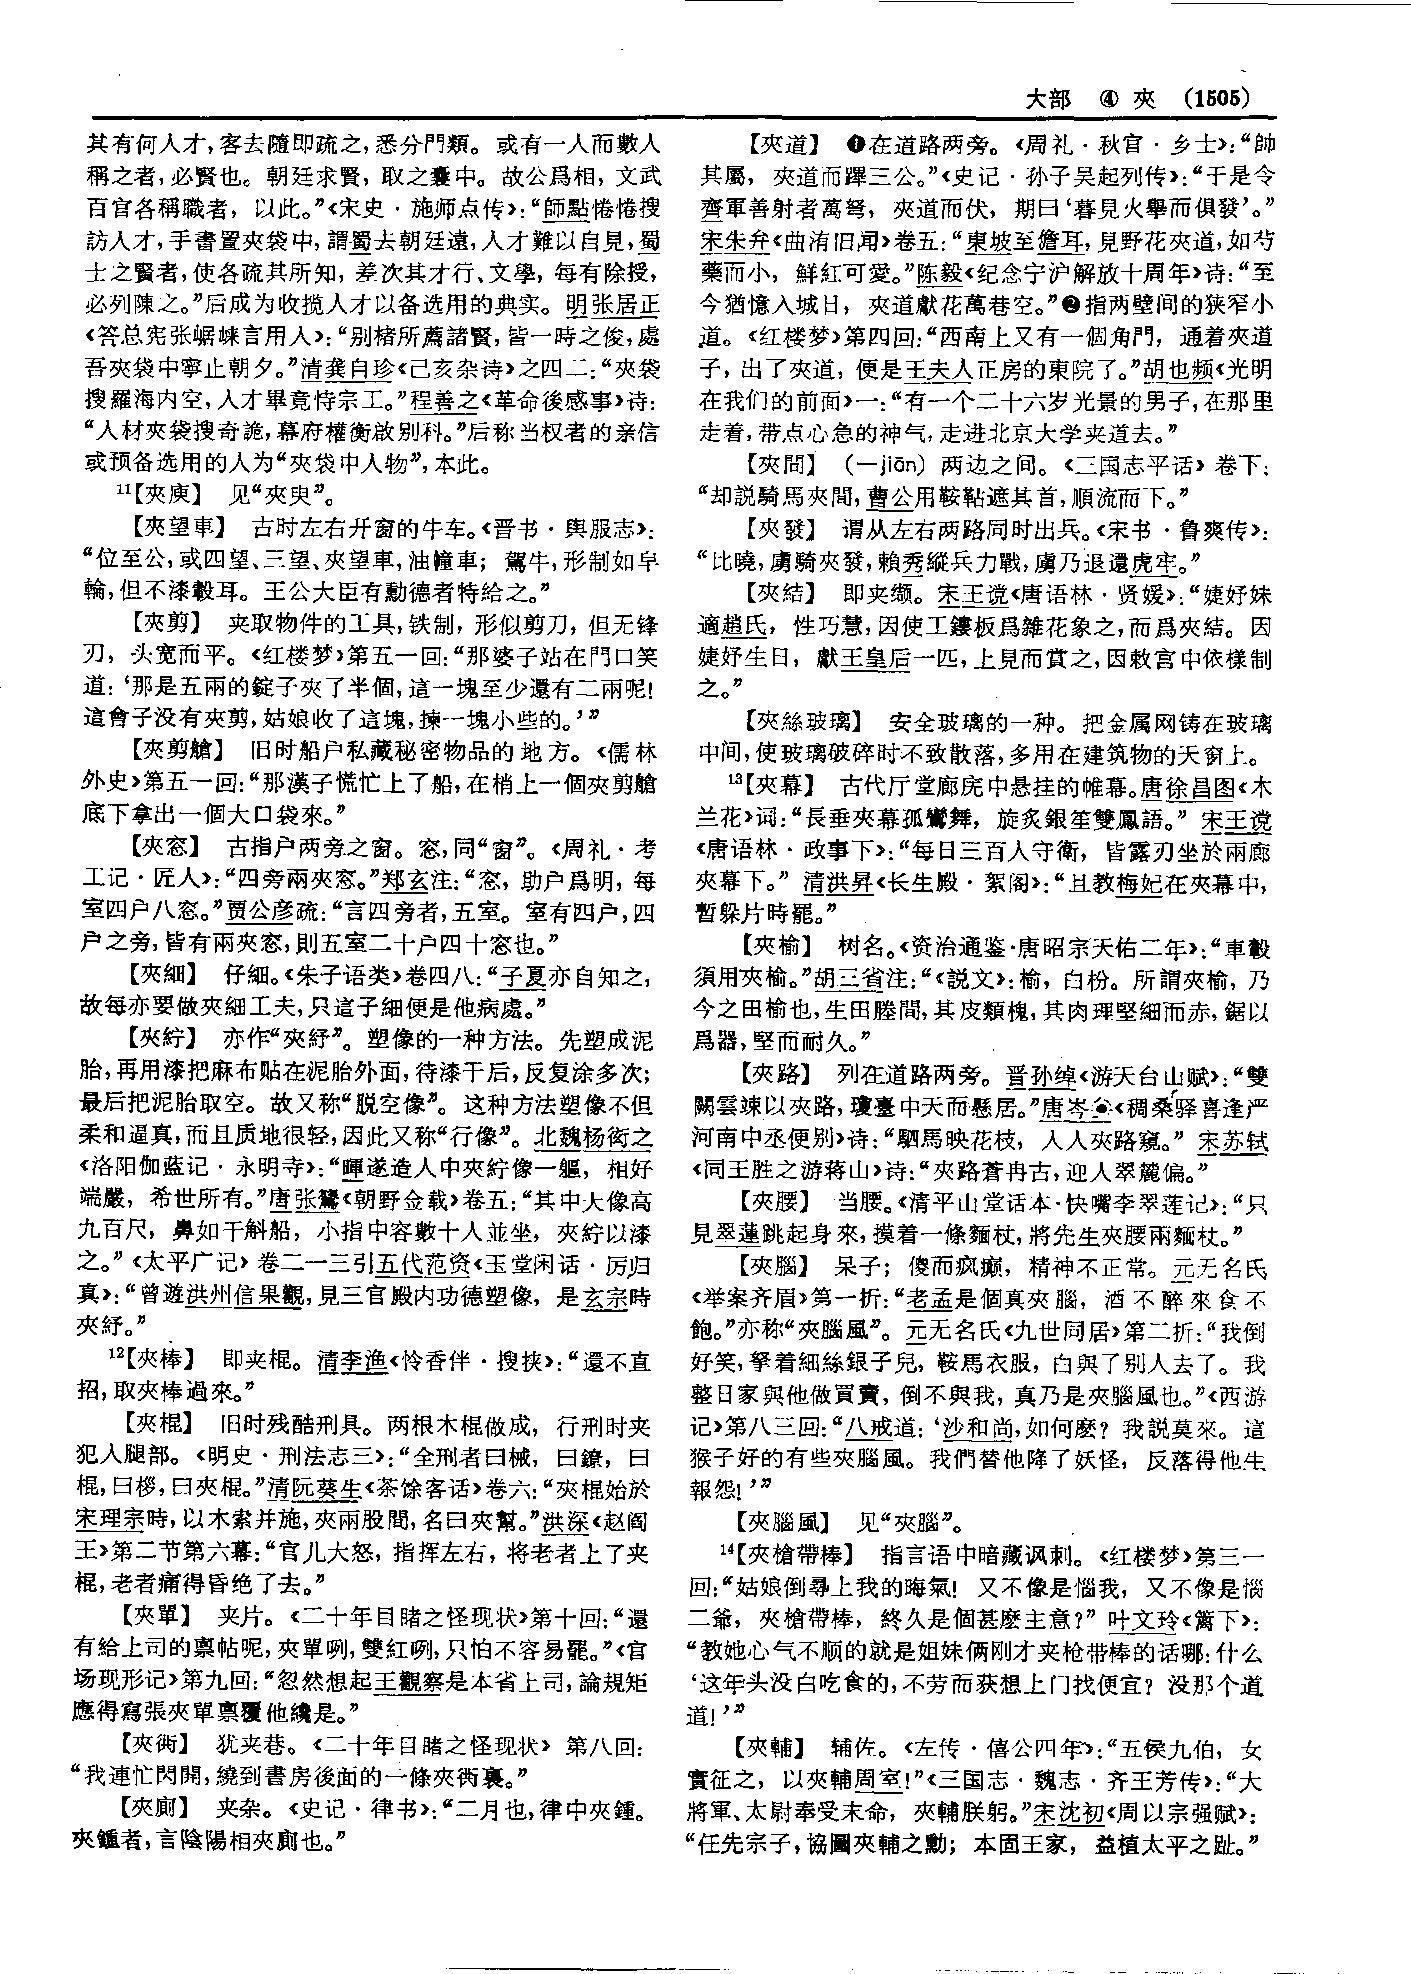 大部 ④ 夾 (1505)
其有何人才,客去隨即疏之,悉分門類。或有一人而數人
稱之者,必賢也。朝廷求賢,取之囊中。故公爲相,文武
百官各稱職者,以此。”《宋史·施师点传》:“師點惓惓搜
訪人才,手書置夾袋中,謂蜀去朝廷遠,人才難以自見,蜀
士之賢者,使各疏其所知,差次其才行、文學,每有除授,
必列陳之。”后成为收揽人才以备选用的典实。明张居正
《答总宪张崌崃言用人》:“别楮所薦諸賢,皆一時之俊,處
吾夾袋中寧止朝夕。”清龚自珍《己亥杂诗》之四二:“夾袋
搜羅海内空,人才畢竟恃宗工。”程善之《革命後感事》诗:
“人材夾袋搜奇詭,幕府權衡啟别科。”后称当权者的亲信
或预备选用的人为“夾袋中人物”,本此。
11【夾庾】 见“夾臾”。
【夾望車】 古时左右开窗的牛车。《晋书·舆服志》:
“位至公,或四望、三望、夾望車,油幢車;駕牛,形制如皁
輪,但不漆轂耳。王公大臣有勳德者特給之。”
【夾剪】 夹取物件的工具,铁制,形似剪刀,但无锋
刃,头宽而平。《红楼梦》第五一回:“那婆子站在門口笑
道:‘那是五兩的錠子夾了半個,這一塊至少還有二兩呢!
這會子没有夾剪,姑娘收了這塊,揀一塊小些的。’”
【夾剪艙】 旧时船户私藏秘密物品的地方。《儒林
外史》第五一回:“那漢子慌忙上了船,在梢上一個夾剪艙
底下拿出一個大口袋來。”
【夾窓】 古指户两旁之窗。窓,同“窗”。《周礼·考
工记·匠人》:“四旁兩夾窓。”郑玄注:“窓,助户爲明,每
室四户八窓。”贾公彦疏:“言四旁者,五室。室有四户,四
户之旁,皆有兩夾窓,則五室二十户四十窓也。”
【夾細】 仔細。《朱子语类》卷四八:“子夏亦自知之,
故每亦要做夾細工夫,只這子細便是他病處。”
【夾紵】 亦作“夾紓”。塑像的一种方法。先塑成泥
胎,再用漆把麻布贴在泥胎外面,待漆干后,反复涂多次;
最后把泥胎取空。故又称“脱空像”。这种方法塑像不但
柔和逼真,而且质地很轻,因此又称“行像”。北魏杨衒之
《洛阳伽蓝记·永明寺》:“暉遂造人中夾紵像一軀,相好
端嚴,希世所有。”唐张鷟《朝野佥载》卷五:“其中大像高
九百尺,鼻如千斛船,小指中容數十人並坐,夾紵以漆
之。”《太平广记》卷二一三引五代范资《玉堂闲话·厉归
真》:“曾遊洪州信果觀,見三官殿内功德塑像,是玄宗時
夾紓。”
12【夾棒】 即夹棍。清李渔《怜香伴·搜挟》:“還不直
招,取夾棒過來。”
【夾棍】 旧时残酷刑具。两根木棍做成,行刑时夹
犯人腿部。《明史·刑法志三》:“全刑者曰械,曰鐐,曰
棍,曰桚,曰夾棍。”清阮葵生《茶馀客话》卷六:“夾棍始於
宋理宗時,以木索并施,夾兩股間,名曰夾幫。”洪深《赵阎
王》第二节第六幕:“官儿大怒,指挥左右,将老者上了夹
棍,老者痛得昏绝了去。”
【夾單】 夹片。《二十年目睹之怪现状》第十回:“還
有給上司的禀帖呢,夾單咧,雙紅咧,只怕不容易罷。”《官
场现形记》第九回:“忽然想起王觀察是本省上司,論規矩
應得寫張夾單禀覆他纔是。”
【夾衖】 犹夹巷。《二十年目睹之怪现状》第八回:
“我連忙閃開,繞到書房後面的一條夾衖裏。”
【夾廁】 夹杂。《史记·律书》:“二月也,律中夾鍾。
夾鍾者,言陰陽相夾廁也。”
【夾道】 ❶在道路两旁。《周礼·秋官·乡士》:“帥
其屬,夾道而蹕三公。”《史记·孙子吴起列传》:“于是令
齊軍善射者萬弩,夾道而伏,期曰‘暮見火舉而俱發’。”
宋朱弁《曲洧旧闻》卷五:“東坡至儋耳,見野花夾道,如芍
藥而小,鮮紅可愛。”陈毅《纪念宁沪解放十周年》诗:“至
今猶憶入城日,夾道獻花萬巷空。”❷指两壁间的狭窄小
道。《红楼梦》第四回:“西南上又有一個角門,通着夾道
子,出了夾道,便是王夫人正房的東院了。”胡也频《光明
在我们的前面》一:“有一个二十六岁光景的男子,在那里
走着,带点心急的神气,走进北京大学夹道去。”
【夾間】 (—jiān) 两边之间。《三国志平话》卷下:
“却説騎馬夾間,曹公用鞍鞊遮其首,順流而下。”
【夾發】 谓从左右两路同时出兵。《宋书·鲁爽传》:
“比曉,虜騎夾發,賴秀縱兵力戰,虜乃退還虎牢。”
【夾結】 即夹缬。宋王谠《唐语林·贤媛》:“婕妤妹
適趙氏,性巧慧,因使工鏤板爲雜花象之,而爲夾結。因
婕妤生日,獻王皇后一匹,上見而賞之,因敕宫中依樣制
之。”
【夾絲玻璃】 安全玻璃的一种。把金属网铸在玻璃
中间,使玻璃破碎时不致散落,多用在建筑物的天窗上。
13【夾幕】 古代厅堂廊庑中悬挂的帷幕。唐徐昌图《木
兰花》词:“長垂夾幕孤鸞舞,旋炙銀笙雙鳳語。”宋王谠
《唐语林·政事下》:“每日三百人守衛,皆露刃坐於兩廊
夾幕下。”清洪昇《长生殿·絮阁》:“且教梅妃在夾幕中,
暫躲片時罷。”
【夾榆】 树名。《资治通鉴·唐昭宗天佑二年》:“車轂
須用夾榆。”胡三省注:“《説文》:榆,白枌。所謂夾榆,乃
今之田榆也,生田塍間,其皮類槐,其肉理堅細而赤,鋸以
爲器,堅而耐久。”
【夾路】 列在道路两旁。晋孙绰《游天台山赋》:“雙
闕雲竦以夾路,瓊臺中天而懸居。”唐岑参《稠桑驿喜逢严
河南中丞便别》诗:“駟馬映花枝,人人夾路窺。”宋苏轼
《同王胜之游蒋山》诗:“夾路蒼冉古,迎人翠麓偏。”
【夾腰】 当腰。《清平山堂话本·快嘴李翠莲记》:“只
見翠蓮跳起身來,摸着一條麵杖,將先生夾腰兩麵杖。”
【夾腦】 呆子;傻而疯癫,精神不正常。元无名氏
《举案齐眉》第一折:“老孟是個真夾腦,酒不醉來食不
飽。”亦称“夾腦風”。元无名氏《九世同居》第二折:“我倒
好笑,拏着細絲銀子兒,鞍馬衣服,白與了别人去了。我
整日家與他做買賣,倒不與我,真乃是夾腦風也。”《西游
记》第八三回:“八戒道:‘沙和尚,如何麽?我説莫來。這
猴子好的有些夾腦風。我們替他降了妖怪,反落得他生
報怨!’”
【夾腦風】 见“夾腦”。
14【夾槍帶棒】 指言语中暗藏讽刺。《红楼梦》第三一
回:“姑娘倒尋上我的晦氣!又不像是惱我,又不像是惱
二爺,夾槍帶棒,終久是個甚麽主意?”叶文玲《篱下》:
“教她心气不顺的就是姐妹俩刚才夹枪带棒的话哪:什么
‘这年头没白吃食的,不劳而获想上门找便宜?没那个道
道!’”
【夾輔】 辅佐。《左传·僖公四年》:“五侯九伯,女
實征之,以夾輔周室!”《三国志·魏志·齐王芳传》:“大
將軍、太尉奉受末命,夾輔朕躬。”宋沈初《周以宗强赋》:
“任先宗子,協圖夾輔之勳;本固王家,益植太平之趾。”